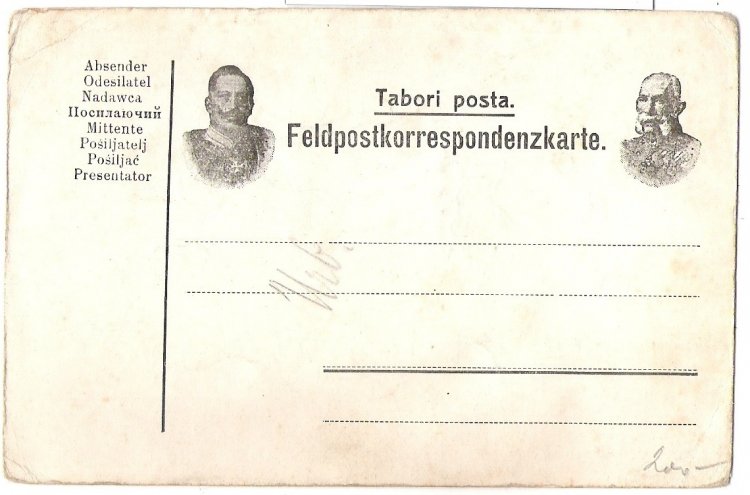 Absender
Odesilatel
Nadawca
Посилаючий
Mittente
Pošiljatelj
Pošiljać
Presentator
Tabori posta.
Feldpostkorrespondenzkarte.